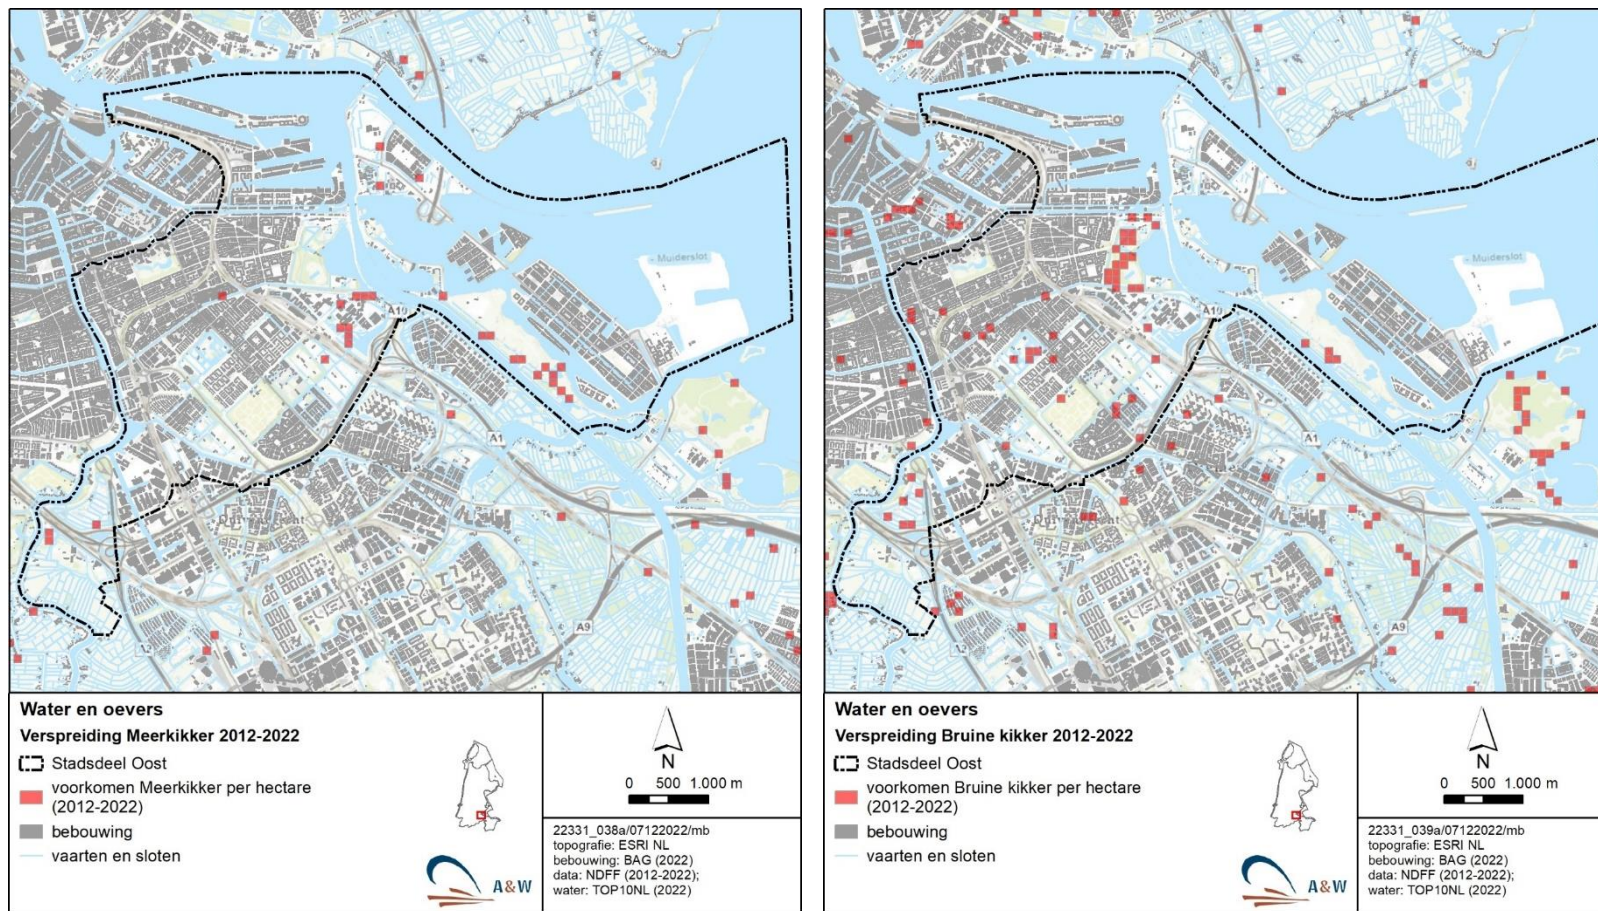 Muiderslot
A10
A1
A9
A2
Water en oevers
Verspreiding Meerkikker 2012-2022
Stadsdeel Oost
voorkomen Meerkikker per hectare
(2012-2022)
bebouwing
vaarten en sloten
N
0 500 1.000 m
22331_038a/07122022/mb
topografie: ESRI NL
bebouwing: BAG (2022)
data: NDFF (2012-2022);
water: TOP10NL (2022)
A&W
Muiderslot
A10
A1
A9
A2
Water en oevers
Verspreiding Bruine kikker 2012-2022
Stadsdeel Oost
voorkomen Bruine kikker per hectare
(2012-2022)
bebouwing
vaarten en sloten
N
0 500 1.000 m
22331_039a/07122022/mb
topografie: ESRI NL
bebouwing: BAG (2022)
data: NDFF (2012-2022);
water: TOP10NL (2022)
A&W